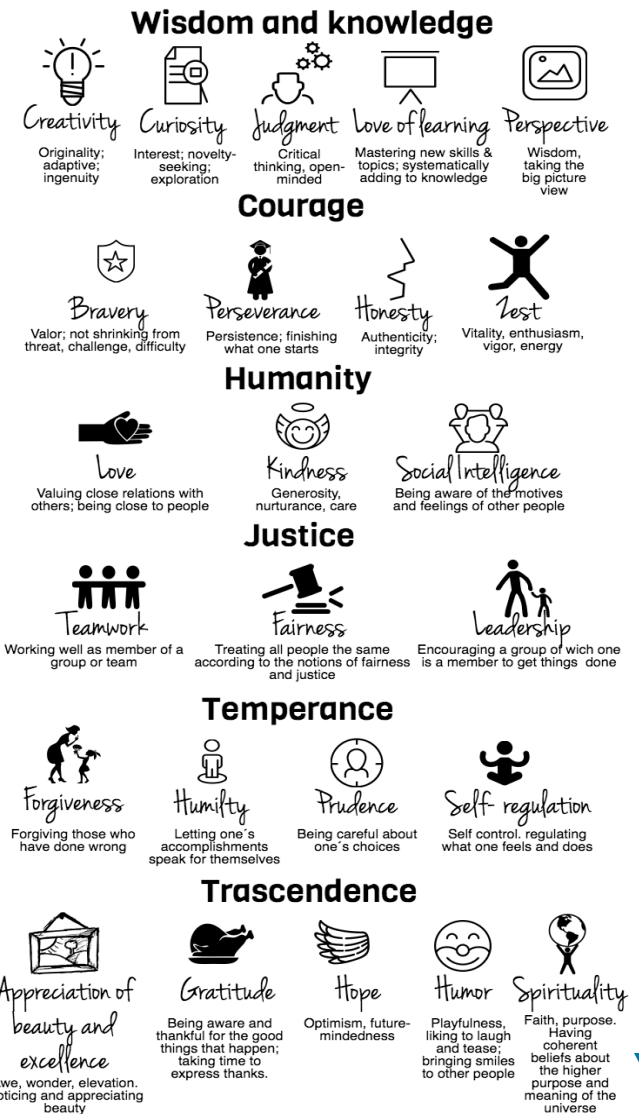 Wisdom and knowledge
Creativity
Originality;
adaptive;
ingenuity
Curiosity
Interest; novelty-
seeking;
exploration
Judgment
Critical
thinking, open-
minded
Love of learning
Mastering new skills &
topics; systematically
adding to knowledge
Perspective
Wisdom,
taking the
big picture
view
Courage
Bravery
Valor; not shrinking from
threat, challenge, difficulty
Perseverance
Persistence; finishing
what one starts
Honesty
Authenticity;
integrity
Zest
Vitality, enthusiasm,
vigor, energy
Humanity
Love
Valuing close relations with
others; being close to people
Kindness
Generosity,
nurturance, care
Social Intelligence
Being aware of the motives
and feelings of other people
Justice
Teamwork
Working well as member of a
group or team
Fairness
Treating all people the same
according to the notions of fairness
and justice
Leadership
Encouraging a group of wich one
is a member to get things done
Temperance
Forgiveness
Forgiving those who
have done wrong
Humilty
Letting one´s
accomplishments
speak for themselves
Prudence
Being careful about
one´s choices
Self- regulation
Self control. regulating
what one feels and does
Trascendence
Appreciation of
beauty and
excellence
we, wonder, elevation.
oticing and appreciating
beauty
Gratitude
Being aware and
thankful for the good
things that happen;
taking time to
express thanks.
Hope
Optimism, future-
mindedness
Humor
Playfulness,
liking to laugh
and tease;
bringing smiles
to other people
Spirituality
Faith, purpose.
Having
coherent
beliefs about
the higher
purpose and
meaning of the
universe